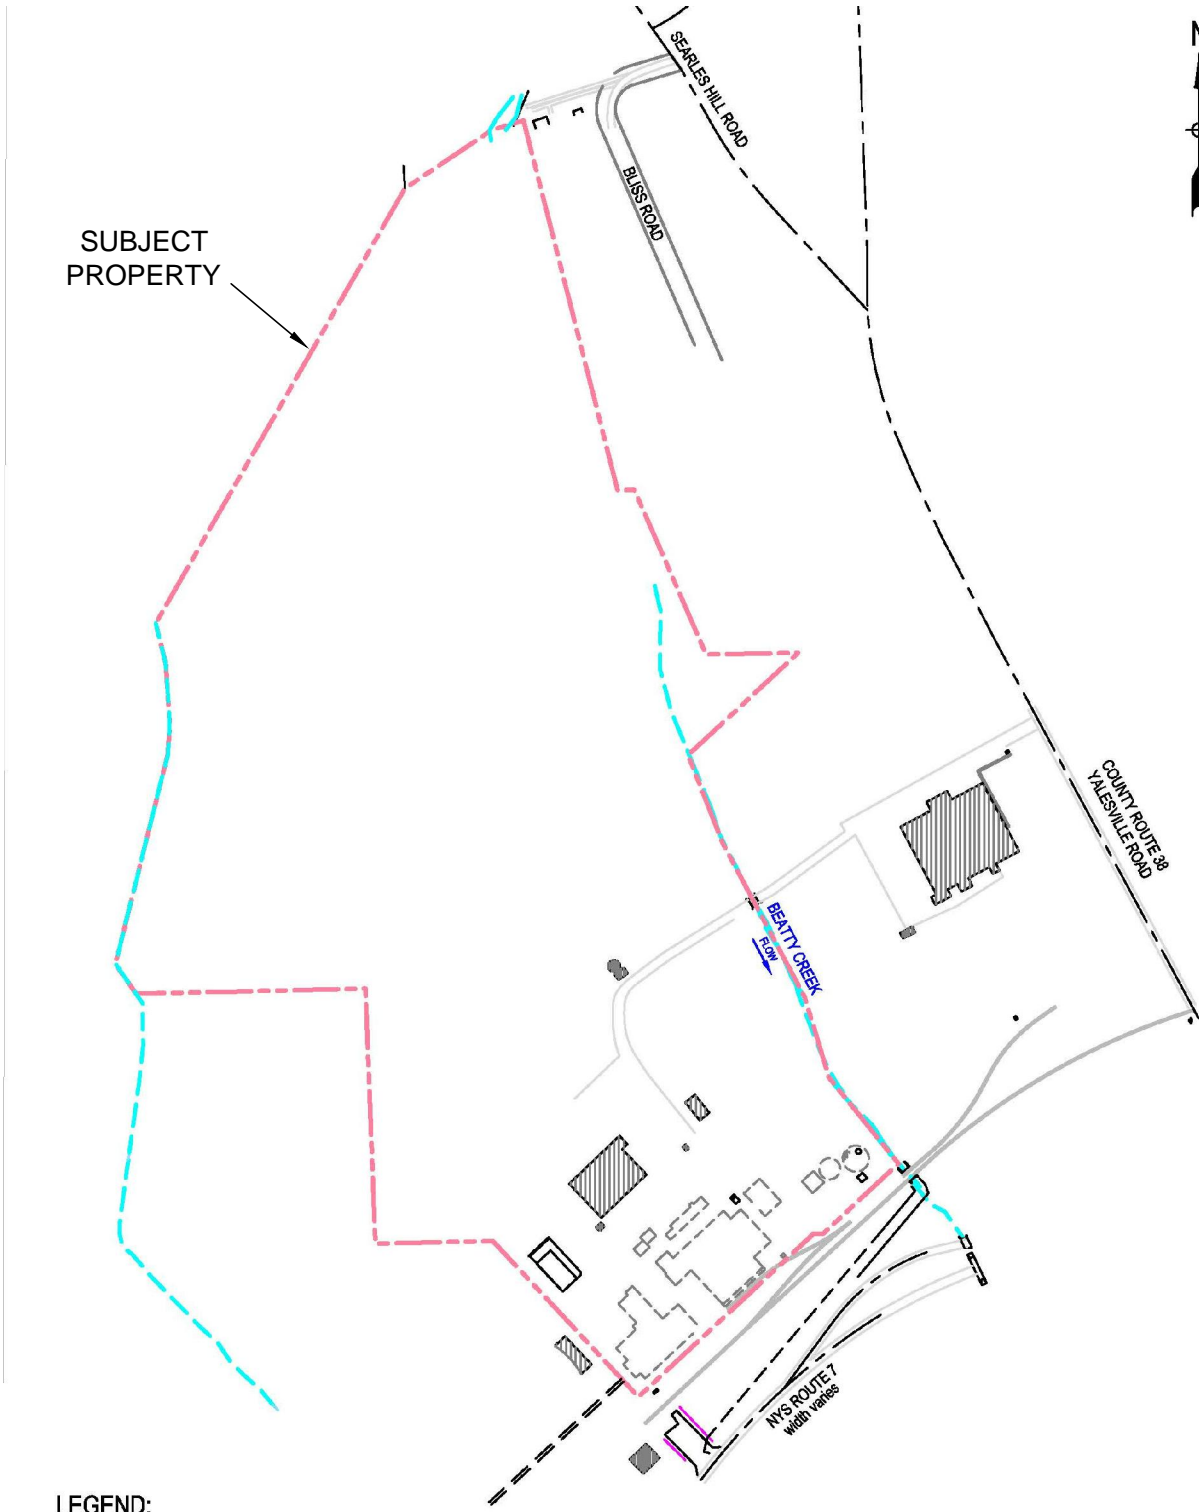 N
SEARLES HILL ROAD
BLISS ROAD
SUBJECT
PROPERTY
COUNTY ROUTE 38
YALESVILLE ROAD
BEATTY CREEK
FLOW
NYS ROUTE 7
width varies
LEGEND: